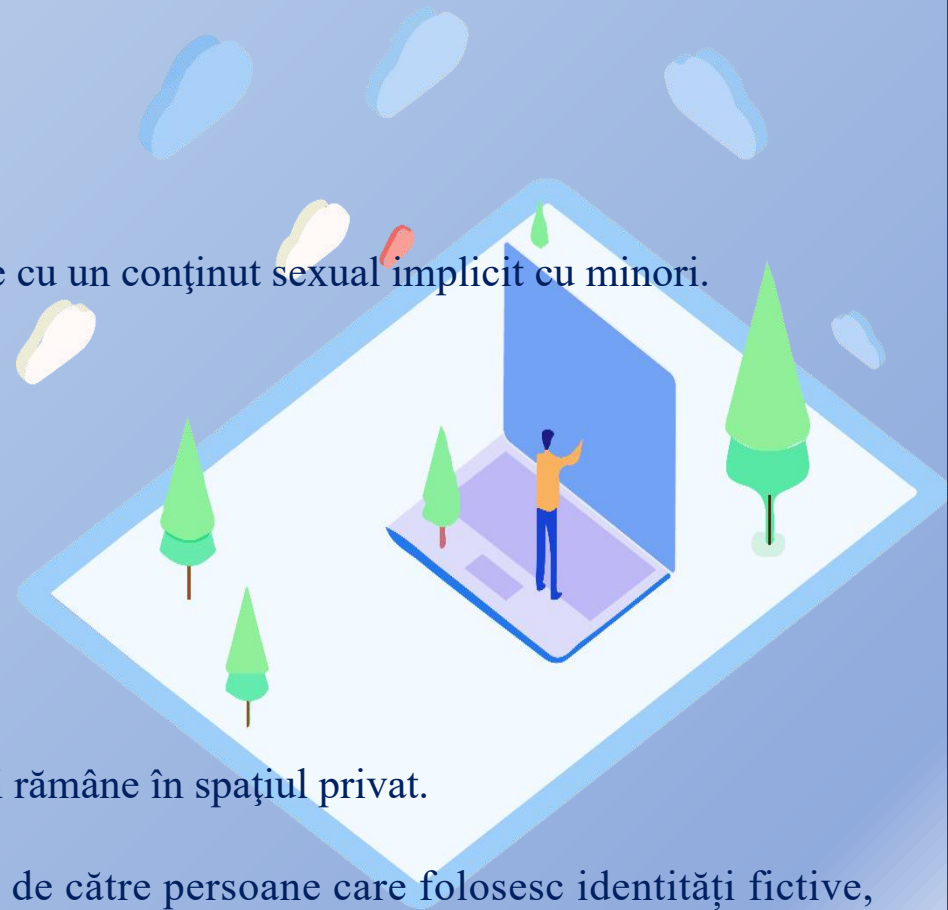 e cu un conţinut sexual implicit cu minori.
i rămâne în spaţiul privat.
de către persoane care folosesc identități fictive,